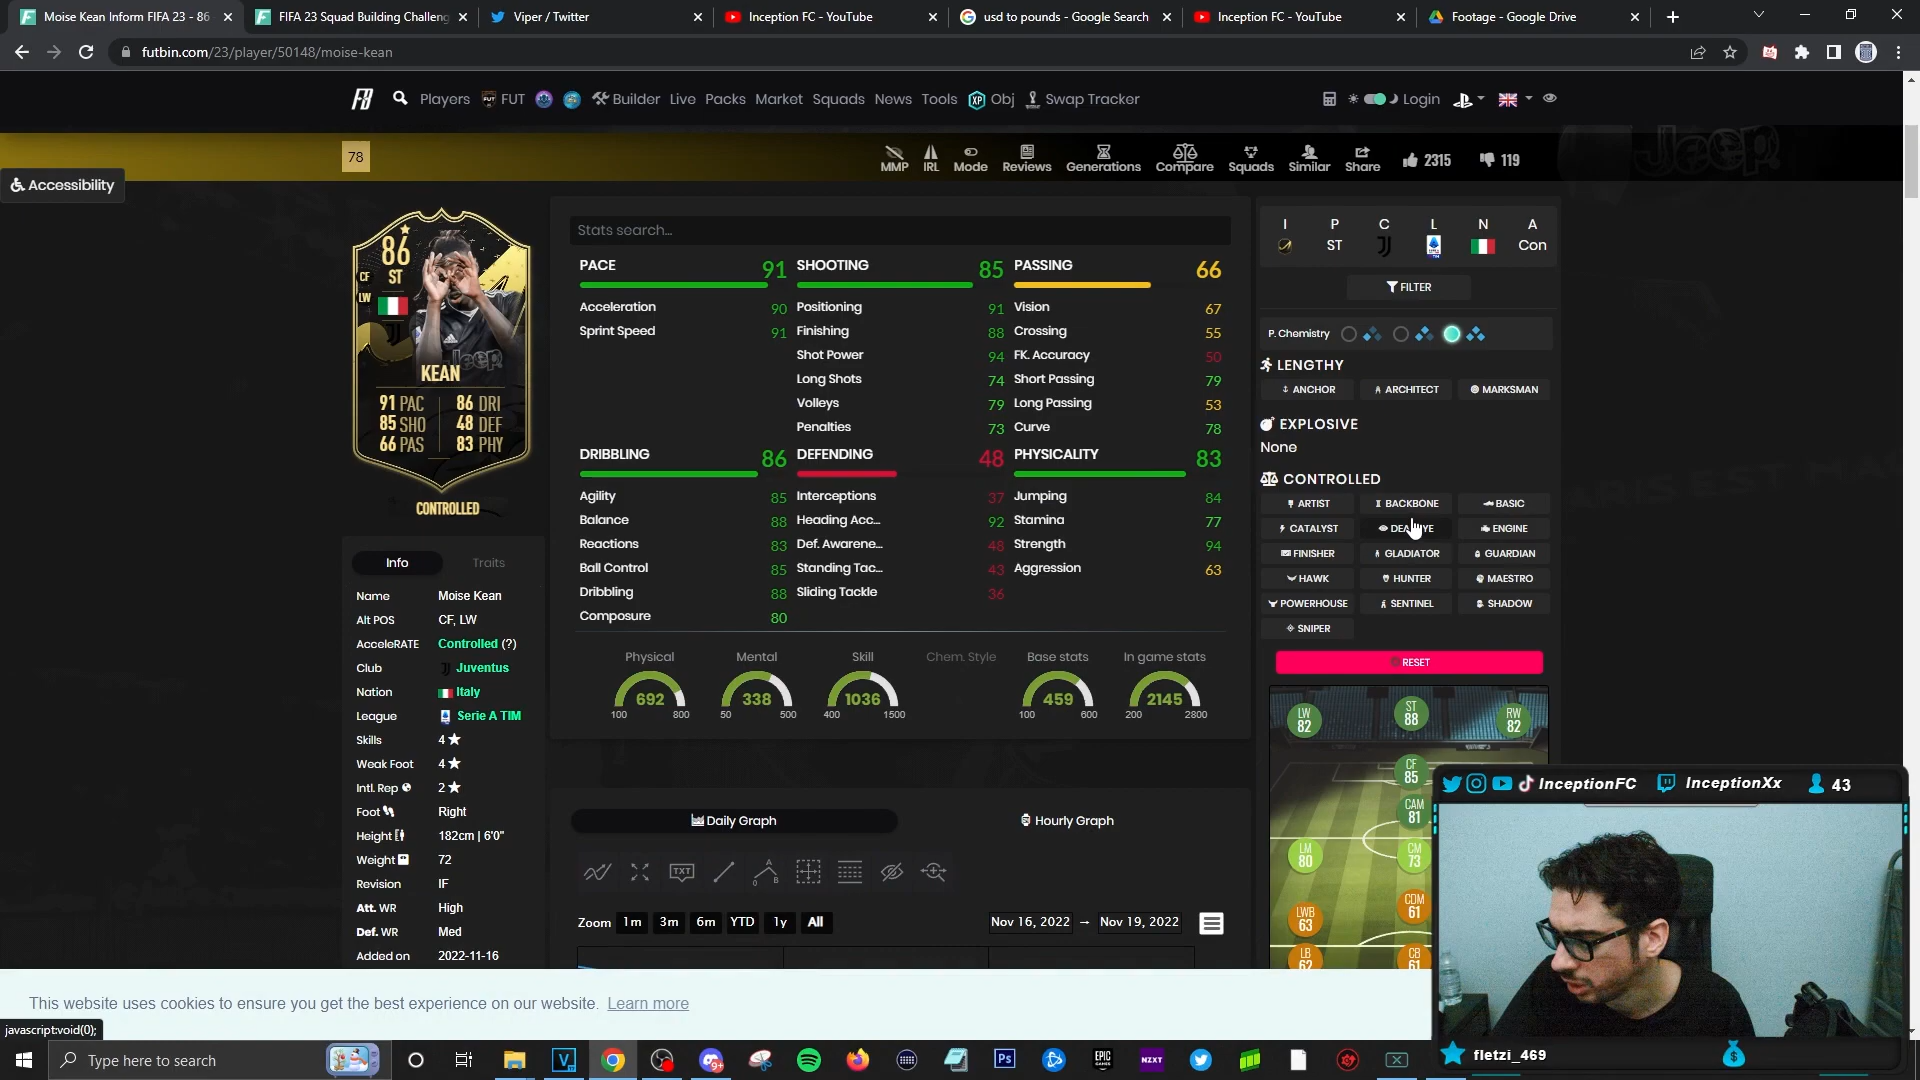 Moise Kean Inform FIFA 23 - 86
FIFA 23 Squad Building Challeng
Viper / Twitter
Inception FC - YouTube
usd to pounds - Google Search
Inception FC - YouTube
Footage - Google Drive
futbin.com/23/player/50148/moise-kean
Players FUT Builder Live Packs Market Squads News Tools XP Obj Swap Tracker
Login
78
MMP IRL Mode Reviews Generations Compare Squads Similar Share 2315 119
Jeep
Accessibility
86
ST
CF
LW
KEAN
91 PAC 86 DRI
85 SHO 48 DEF
66 PAS 83 PHY
CONTROLLED
Info Traits
Name Moise Kean
Alt POS CF, LW
AcceleRATE Controlled (?)
Club Juventus
Nation Italy
League Serie A TIM
Skills 4
Weak Foot 4
Intl. Rep 2
Foot Right
Height 182cm | 6'0"
Weight 72
Revision IF
Att. WR High
Def. WR Med
Added on 2022-11-16
Stats search...
PACE 91
Acceleration 90
Sprint Speed 91
SHOOTING 85
Positioning 91
Finishing 88
Shot Power 94
Long Shots 74
Volleys 79
Penalties 73
PASSING 66
Vision 67
Crossing 55
FK. Accuracy 50
Short Passing 79
Long Passing 53
Curve 78
DRIBBLING 86
Agility 85
Balance 88
Reactions 83
Ball Control 85
Dribbling 88
Composure 80
DEFENDING 48
Interceptions 37
Heading Acc... 92
Def. Awarene... 48
Standing Tac... 43
Sliding Tackle 36
PHYSICALITY 83
Jumping 84
Stamina 77
Strength 94
Aggression 63
Physical Mental Skill Chem. Style Base stats In game stats
692 338 1036 459 2145
100 800 50 500 400 1500 100 600 200 2800
Daily Graph Hourly Graph
TXT
Zoom 1m 3m 6m YTD 1y All Nov 16, 2022 → Nov 19, 2022
I P C L N A
ST Con
FILTER
P. Chemistry
LENGTHY
ANCHOR ARCHITECT MARKSMAN
EXPLOSIVE
None
CONTROLLED
ARTIST BACKBONE BASIC
CATALYST ENGINE
FINISHER GLADIATOR GUARDIAN
HAWK HUNTER MAESTRO
POWERHOUSE SENTINEL SHADOW
SNIPER
RESET
LW 82
ST 88
RW 82
CF 85
CAM 81
LM 80
CM 73
CDM 61
LWB 63
LB 62
CB 61
InceptionFC InceptionXx 43
fletzi_469
This website uses cookies to ensure you get the best experience on our website. Learn more
javascript:void(0);
Type here to search
Ps
EPIC GAMES
NZXT